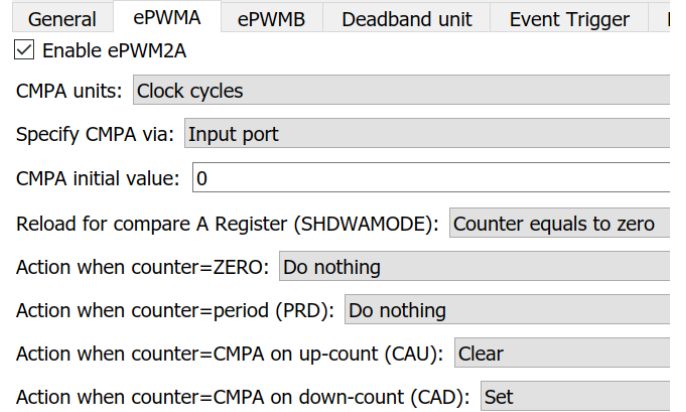 General ePWMA ePWMB Deadband unit Event Trigger
Enable ePWM2A
CMPA units: Clock cycles
Specify CMPA via: Input port
CMPA initial value: 0
Reload for compare A Register (SHDWAMODE): Counter equals to zero
Action when counter=ZERO: Do nothing
Action when counter=period (PRD): Do nothing
Action when counter=CMPA on up-count (CAU): Clear
Action when counter=CMPA on down-count (CAD): Set